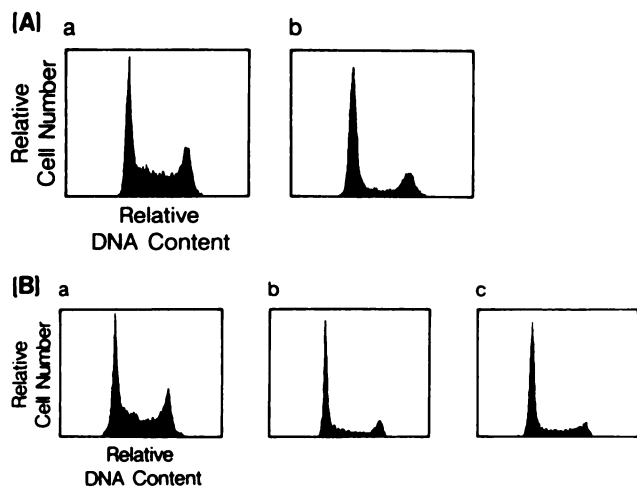 (A)
a
b
Relative
Cell Number
Relative
DNA Content
(B)
a
b
c
Relative
Cell Number
Relative
DNA Content